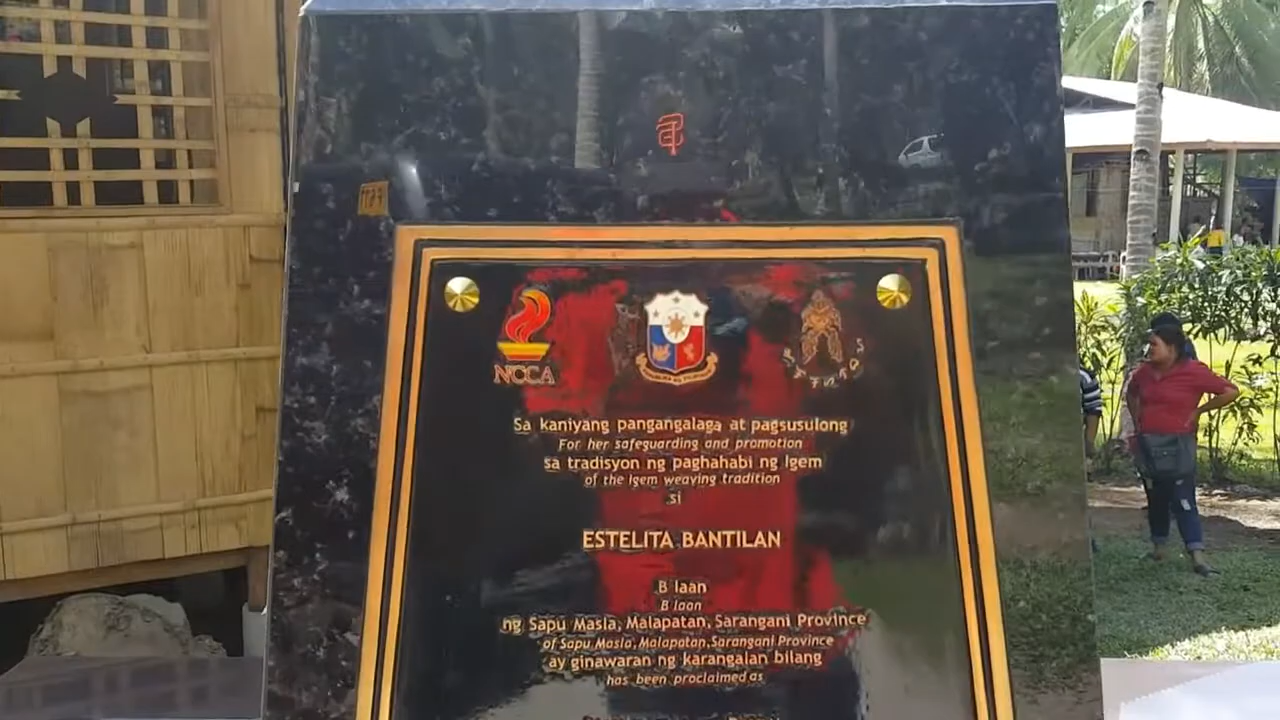 NCCA
Sa kaniyang pangangalaga at pagsusulong
For her safeguarding and promotion
sa tradisyon ng paghahabi ng Igem
of the Igem weaving tradition
si
ESTELITA BANTILAN
B laan
B laan
ng Sapu Masla, Malapatan, Sarangani Province
of Sapu Masla, Malapatan, Sarangani Province
ay ginawaran ng karangalan bilang
has been proclaimed as